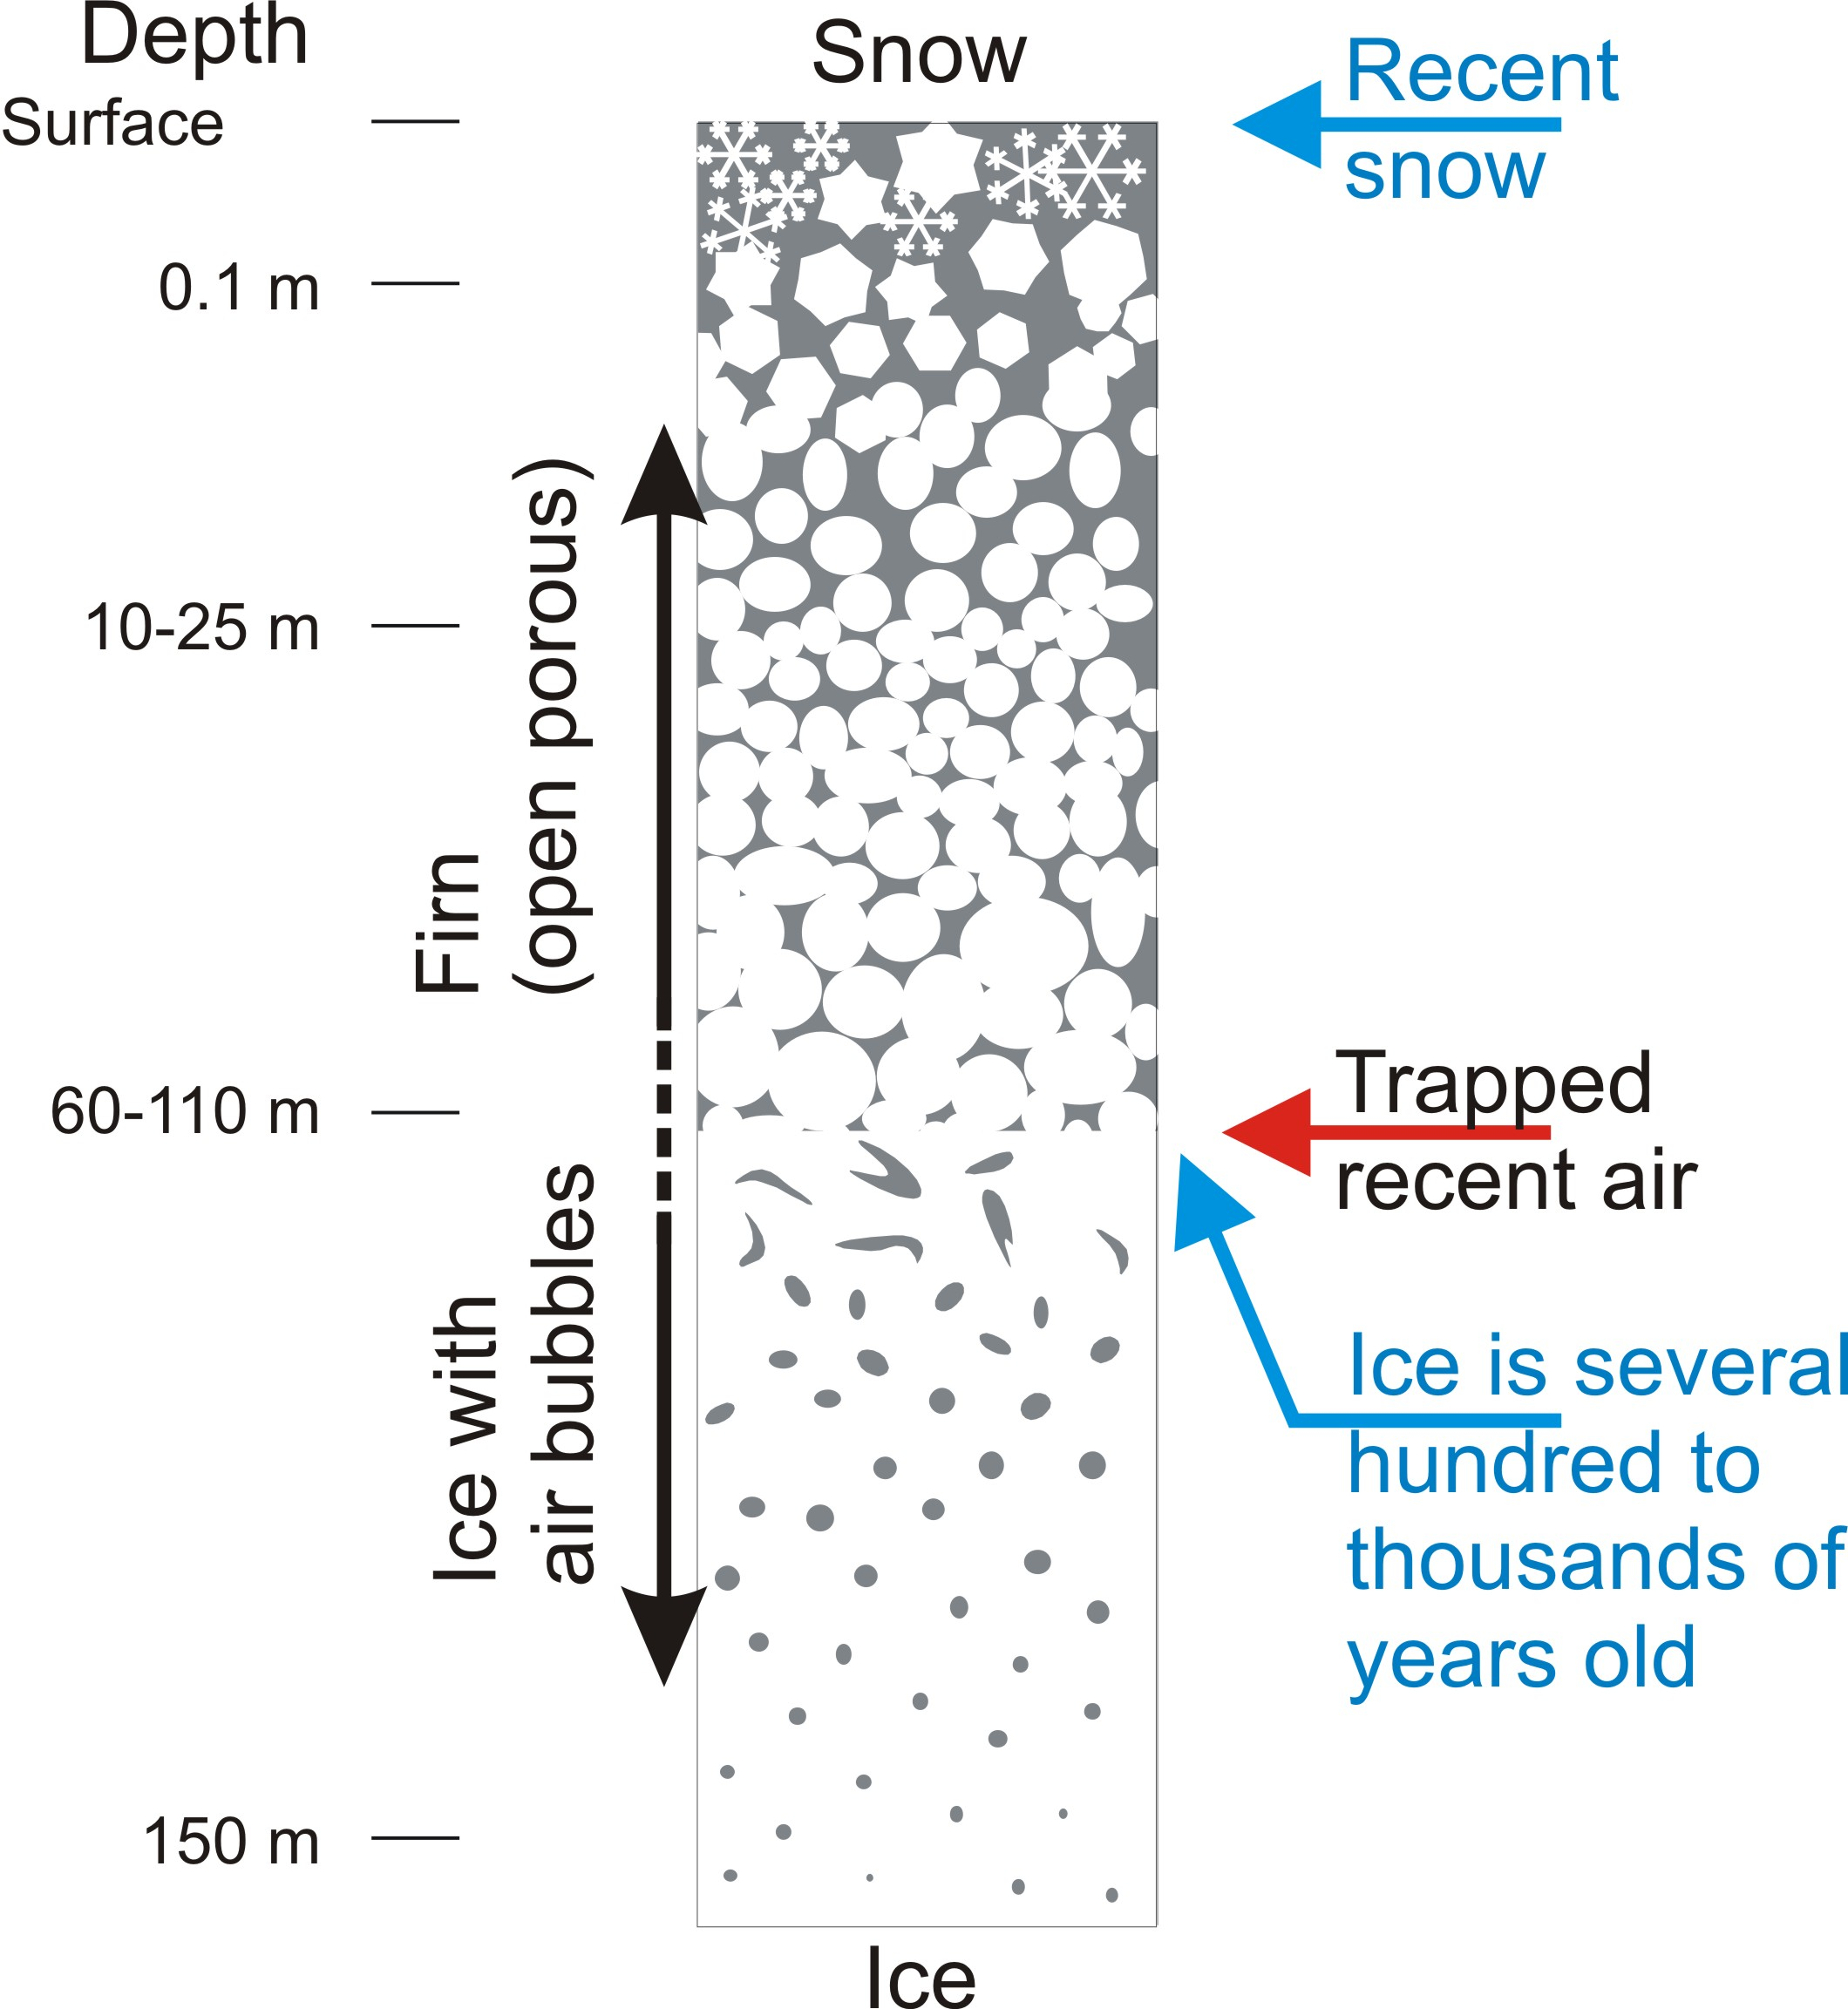 Depth
Surface
0.1 m
10-25 m
60-110 m
150 m
Snow
Firn
(open porous)
Ice with
air bubbles
Ice
Recent
snow
Trapped
recent air
Ice is several
hundred to
thousands of
years old